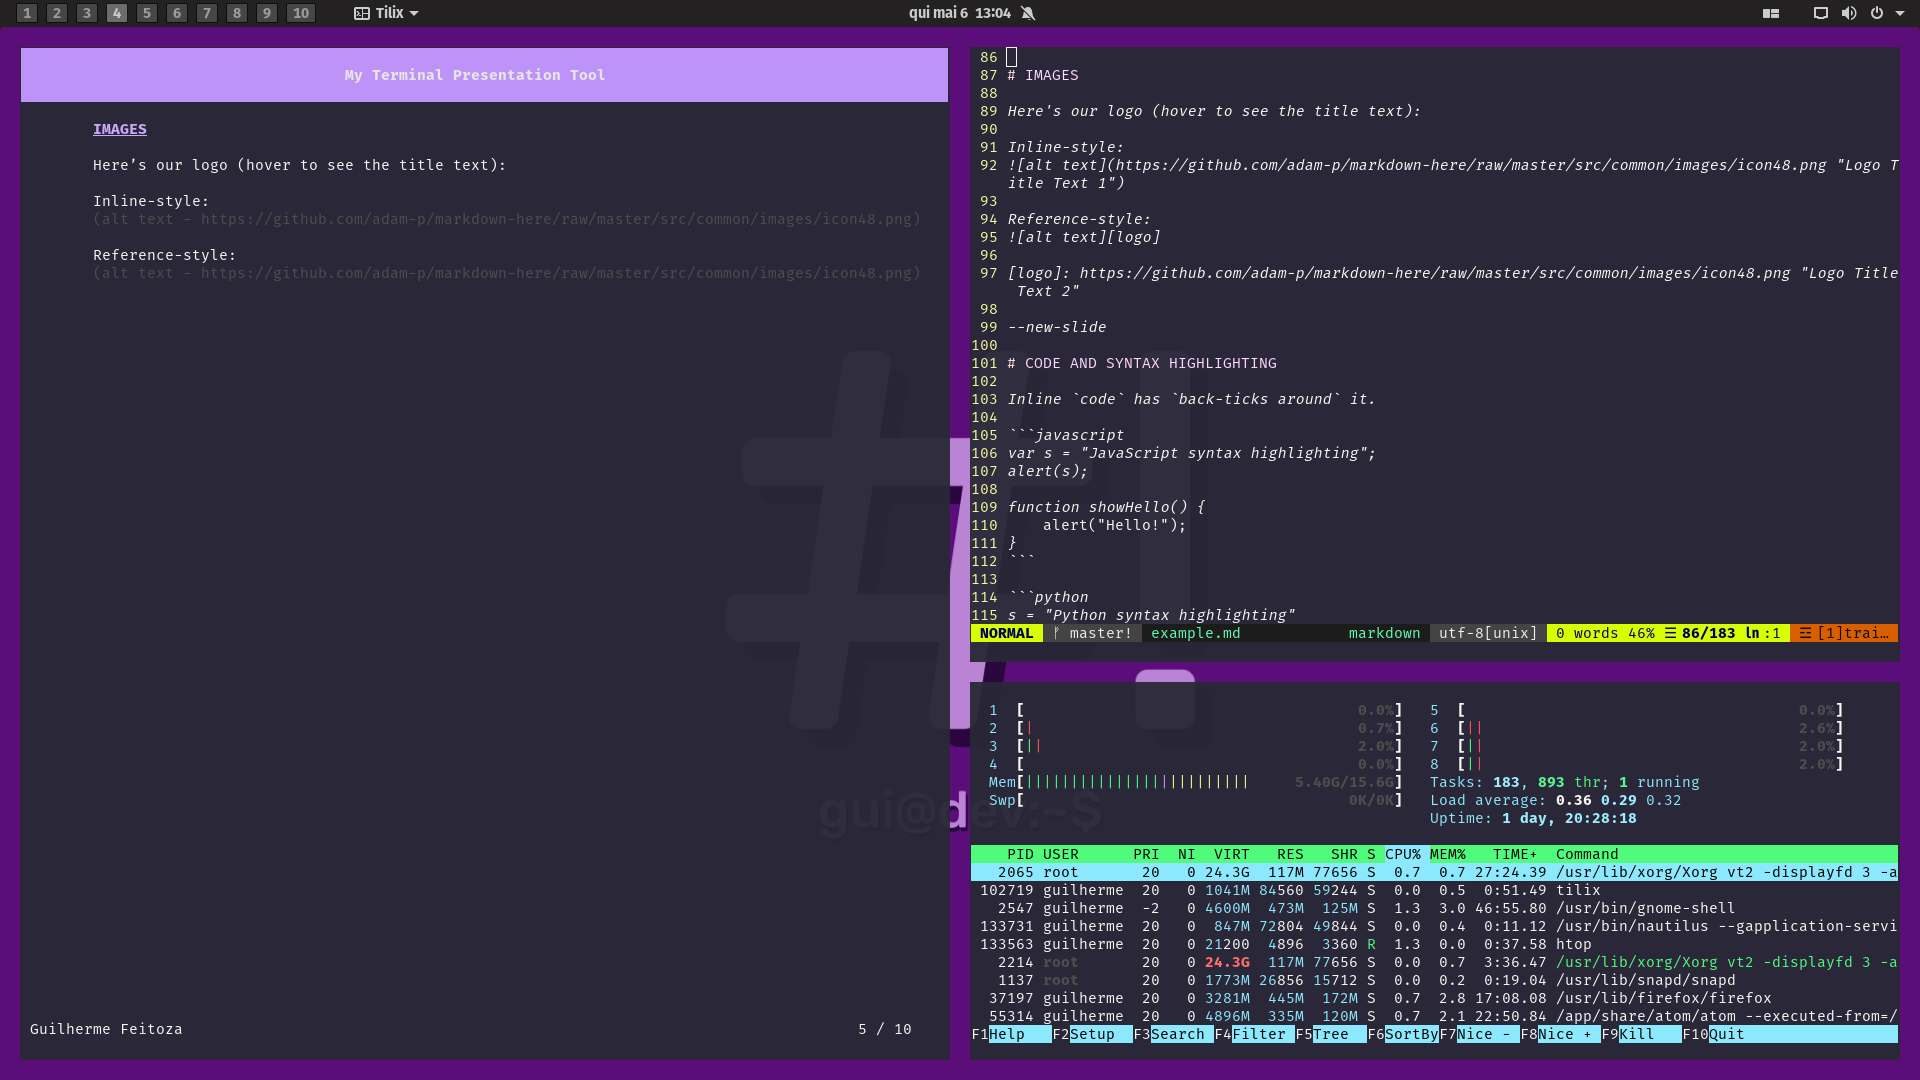 1 2 3 4 5 6 7 8 9 10 Tilix qui mai 6 13:04
My Terminal Presentation Tool
IMAGES
Here’s our logo (hover to see the title text):
Inline-style:
(alt text - https://github.com/adam-p/markdown-here/raw/master/src/common/images/icon48.png)
Reference-style:
(alt text - https://github.com/adam-p/markdown-here/raw/master/src/common/images/icon48.png)
Guilherme Feitoza 5 / 10
86
87 # IMAGES
88
89 Here's our logo (hover to see the title text):
90
91 Inline-style:
92 ![alt text](https://github.com/adam-p/markdown-here/raw/master/src/common/images/icon48.png "Logo T
itle Text 1")
93
94 Reference-style:
95 ![alt text][logo]
96
97 [logo]: https://github.com/adam-p/markdown-here/raw/master/src/common/images/icon48.png "Logo Title
Text 2"
98
99 --new-slide
100
101 # CODE AND SYNTAX HIGHLIGHTING
102
103 Inline `code` has `back-ticks around` it.
104
105 ```javascript
106 var s = "JavaScript syntax highlighting";
107 alert(s);
108
109 function showHello() {
110     alert("Hello!");
111 }
112 ```
113
114 ```python
115 s = "Python syntax highlighting"
NORMAL master! example.md markdown utf-8[unix] 0 words 46% ☰ 86/183 ln :1 ☲ [1]trai…
#!
gui@dev:~$
1 [ 0.0%] 5 [ 0.0%]
2 [| 0.7%] 6 [|| 2.6%]
3 [|| 2.0%] 7 [|| 2.0%]
4 [ 0.0%] 8 [|| 2.0%]
Mem[||||||||||||||||||||||||| 5.40G/15.6G] Tasks: 183, 893 thr; 1 running
Swp[ 0K/0K] Load average: 0.36 0.29 0.32
Uptime: 1 day, 20:28:18
PID USER PRI NI VIRT RES SHR S CPU% MEM% TIME+ Command
2065 root 20 0 24.3G 117M 77656 S 0.7 0.7 27:24.39 /usr/lib/xorg/Xorg vt2 -displayfd 3 -a
102719 guilherme 20 0 1041M 84560 59244 S 0.0 0.5 0:51.49 tilix
2547 guilherme -2 0 4600M 473M 125M S 1.3 3.0 46:55.80 /usr/bin/gnome-shell
133731 guilherme 20 0 847M 72804 49844 S 0.0 0.4 0:11.12 /usr/bin/nautilus --gapplication-servi
133563 guilherme 20 0 21200 4896 3360 R 1.3 0.0 0:37.58 htop
2214 root 20 0 24.3G 117M 77656 S 0.0 0.7 3:36.47 /usr/lib/xorg/Xorg vt2 -displayfd 3 -a
1137 root 20 0 1773M 26856 15712 S 0.0 0.2 0:19.04 /usr/lib/snapd/snapd
37197 guilherme 20 0 3281M 445M 172M S 0.7 2.8 17:08.08 /usr/lib/firefox/firefox
55314 guilherme 20 0 4896M 335M 120M S 0.7 2.1 22:50.84 /app/share/atom/atom --executed-from=/
F1Help F2Setup F3Search F4Filter F5Tree F6SortBy F7Nice - F8Nice + F9Kill F10Quit